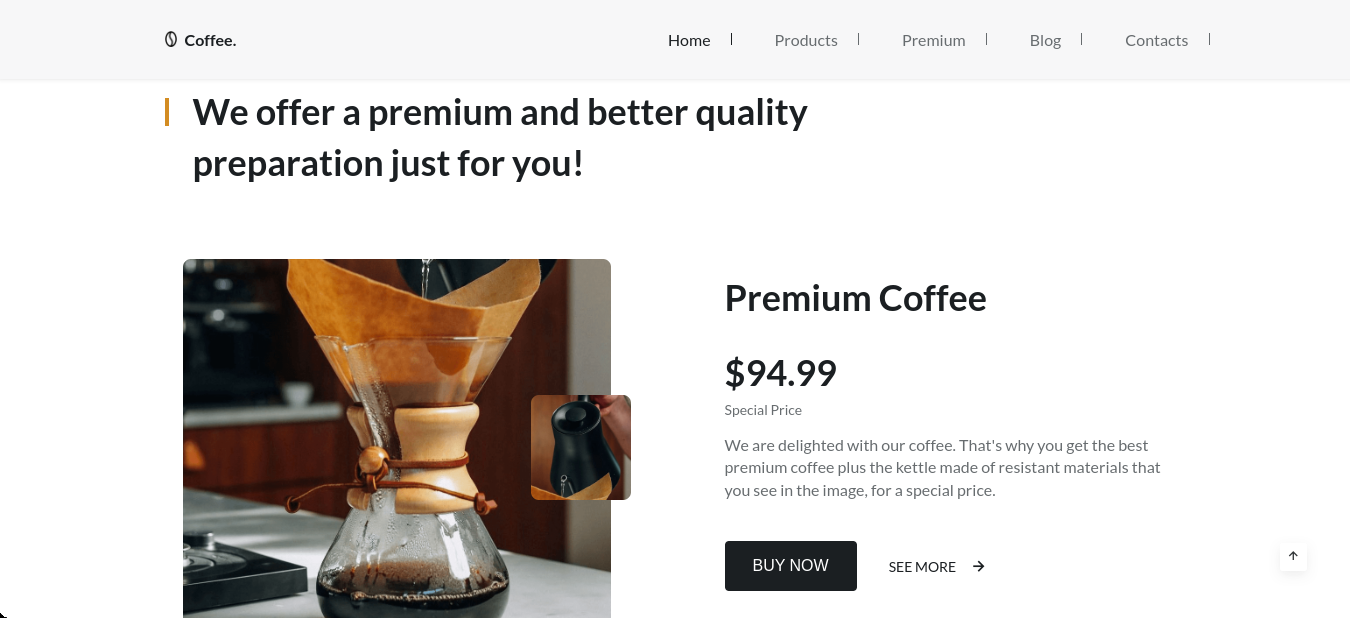 Coffee.
Home
Products
Premium
Blog
Contacts
We offer a premium and better quality
preparation just for you!
Premium Coffee
$94.99
Special Price
We are delighted with our coffee. That's why you get the best
premium coffee plus the kettle made of resistant materials that
you see in the image, for a special price.
BUY NOW
SEE MORE